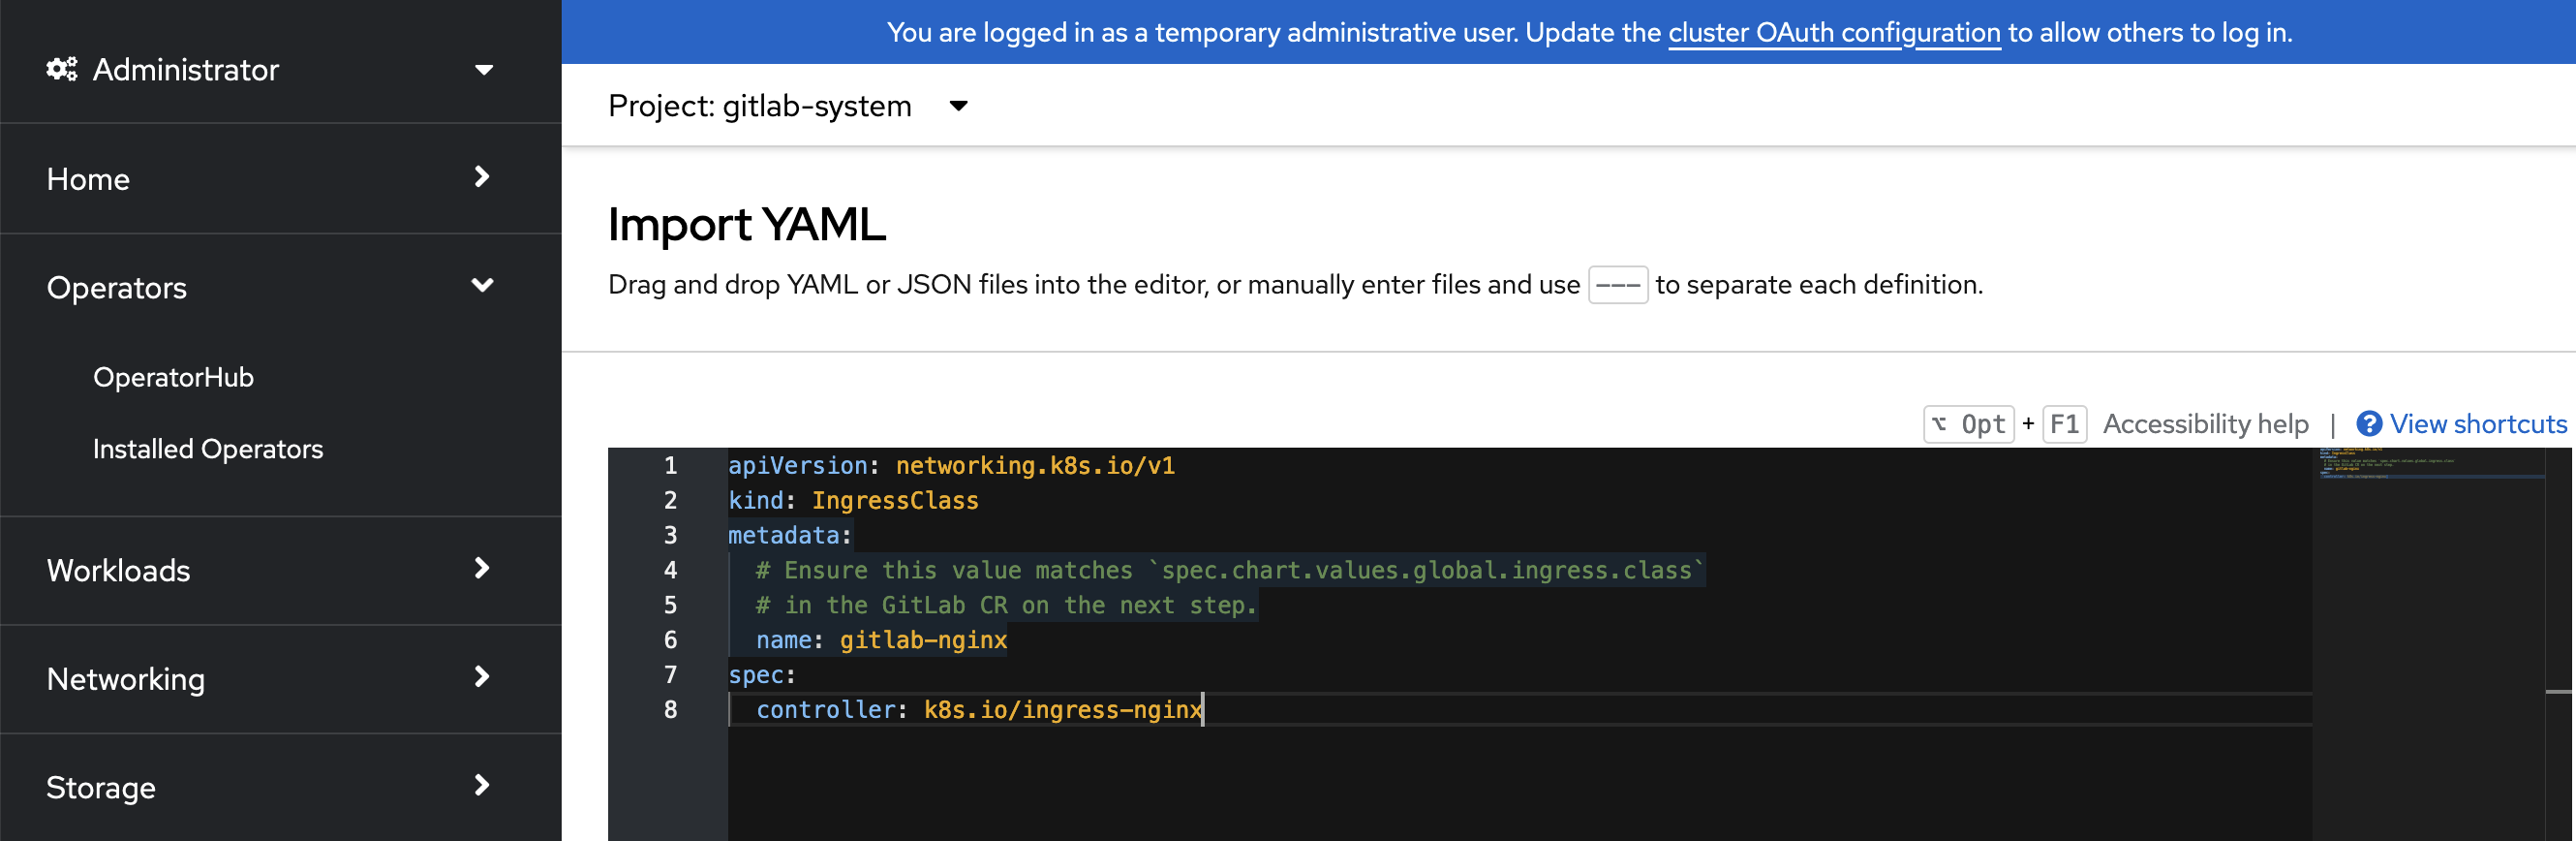 Administrator
Home
Operators
OperatorHub
Installed Operators
Workloads
Networking
Storage
You are logged in as a temporary administrative user. Update the cluster OAuth configuration to allow others to log in.
Project: gitlab-system
Import YAML
Drag and drop YAML or JSON files into the editor, or manually enter files and use --- to separate each definition.
⌥ Opt + F1 Accessibility help | View shortcuts
1 apiVersion: networking.k8s.io/v1
2 kind: IngressClass
3 metadata:
4   # Ensure this value matches `spec.chart.values.global.ingress.class`
5   # in the GitLab CR on the next step.
6   name: gitlab-nginx
7 spec:
8   controller: k8s.io/ingress-nginx